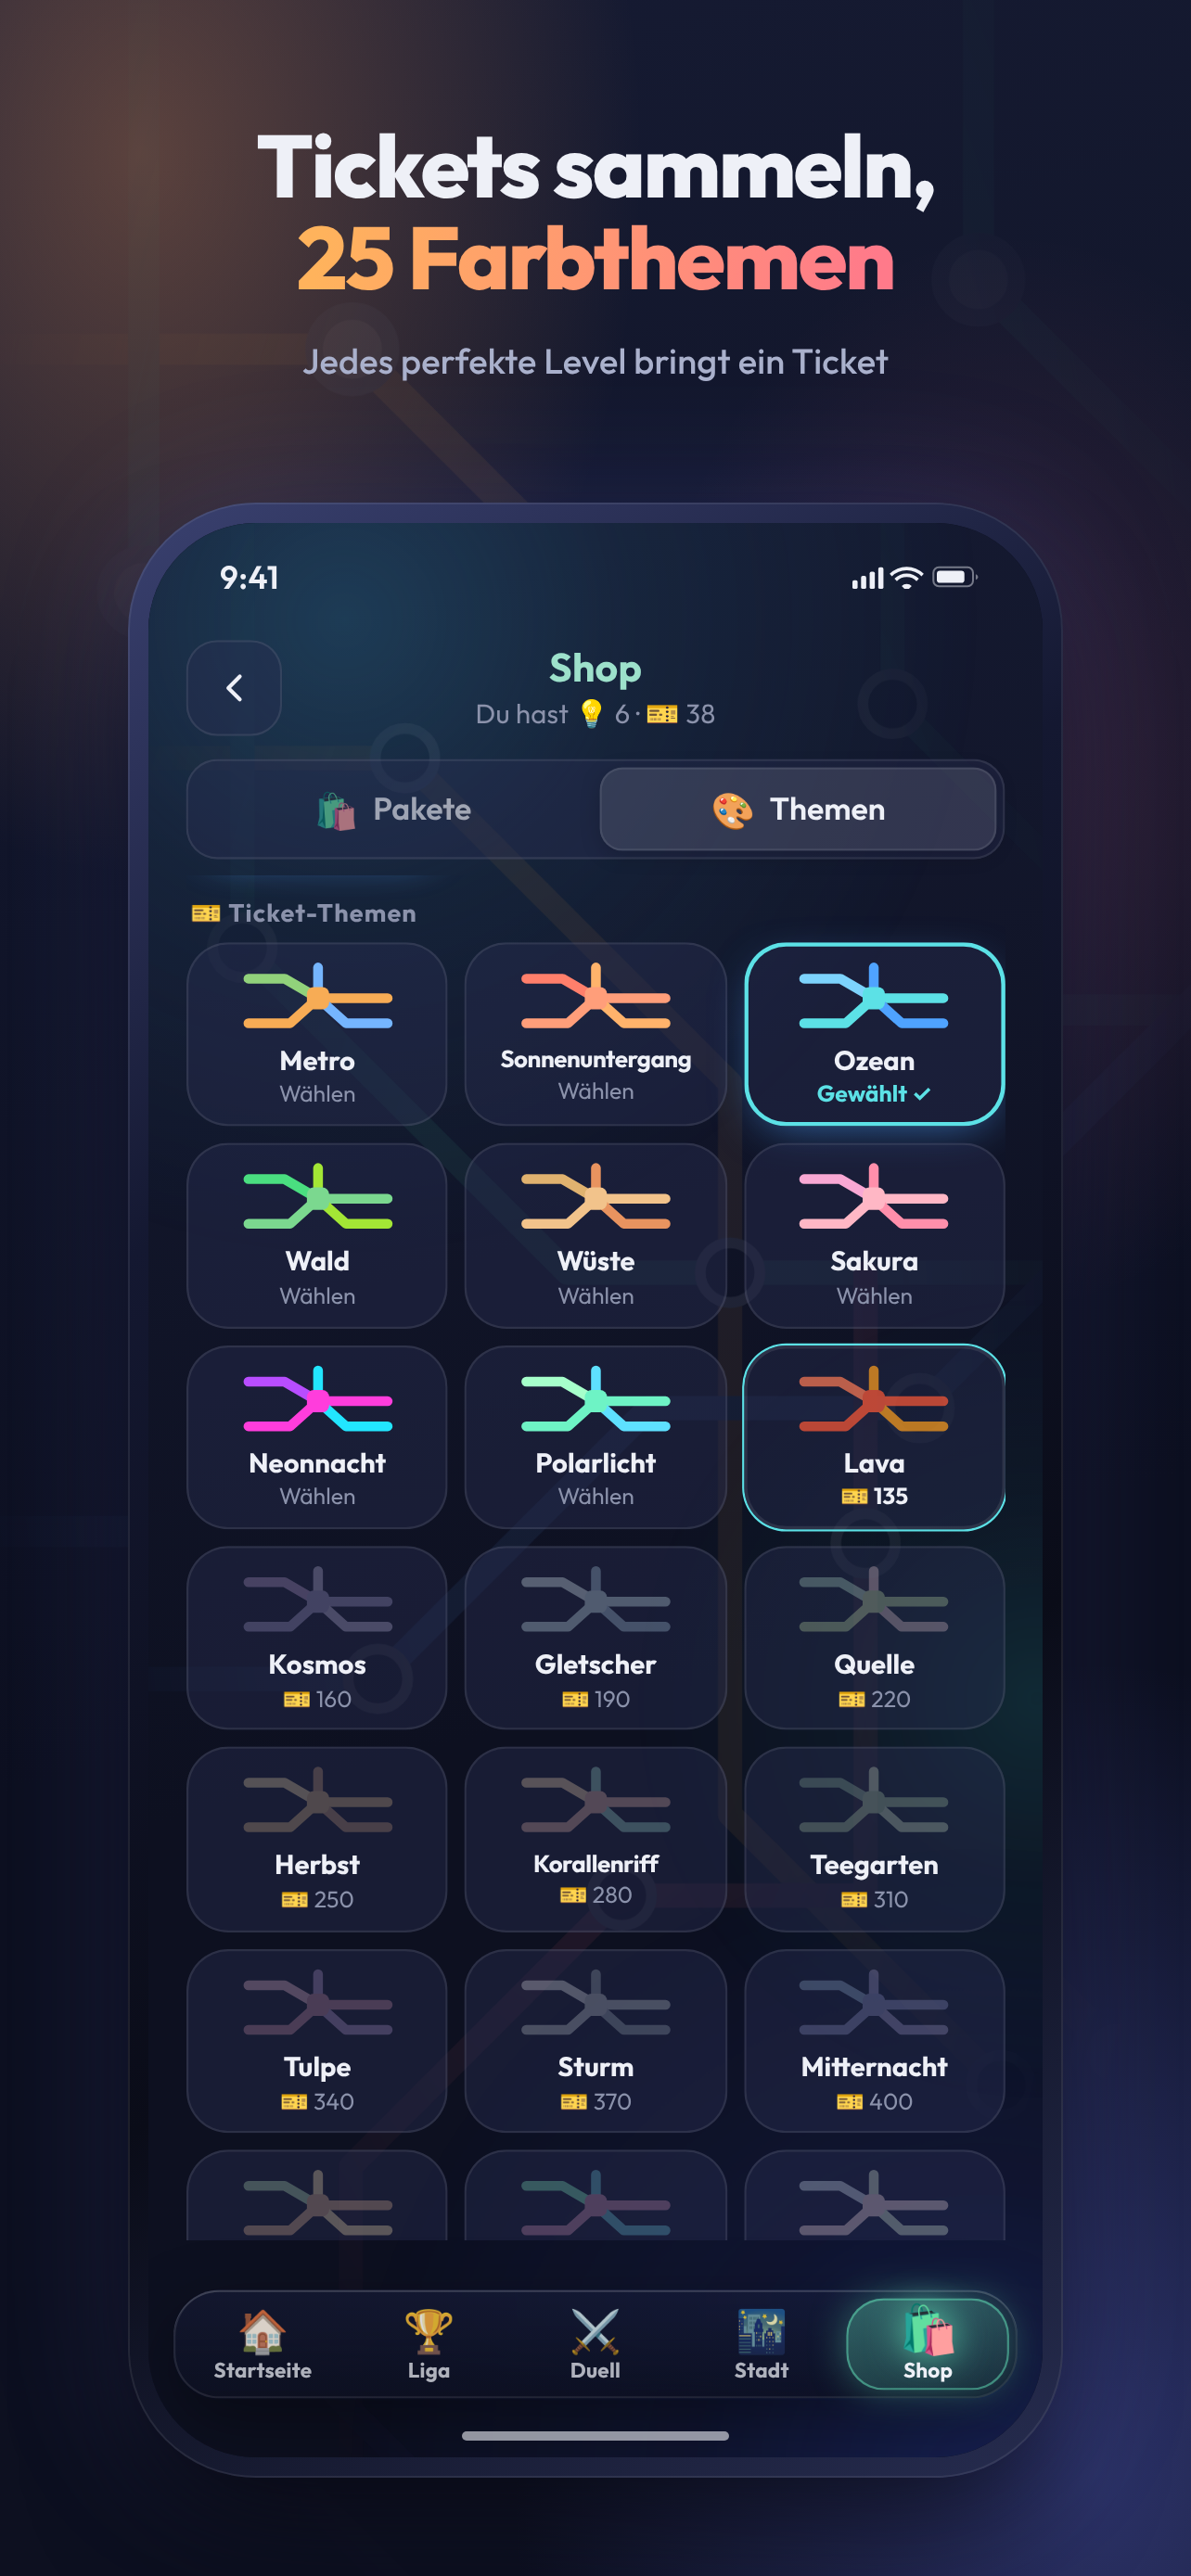 Tickets sammeln,
25 Farbthemen
Jedes perfekte Level bringt ein Ticket
9:41
Shop
Du hast 💡 6 · 🎫 38
🛍️ Pakete
🎨 Themen
🎫 Ticket-Themen
Metro
Wählen
Sonnenuntergang
Wählen
Ozean
Gewählt ✓
Wald
Wählen
Wüste
Wählen
Sakura
Wählen
Neonnacht
Wählen
Polarlicht
Wählen
Lava
🎫 135
Kosmos
🎫 160
Gletscher
🎫 190
Quelle
🎫 220
Herbst
🎫 250
Korallenriff
🎫 280
Teegarten
🎫 310
Tulpe
🎫 340
Sturm
🎫 370
Mitternacht
🎫 400
Startseite
Liga
Duell
Stadt
Shop